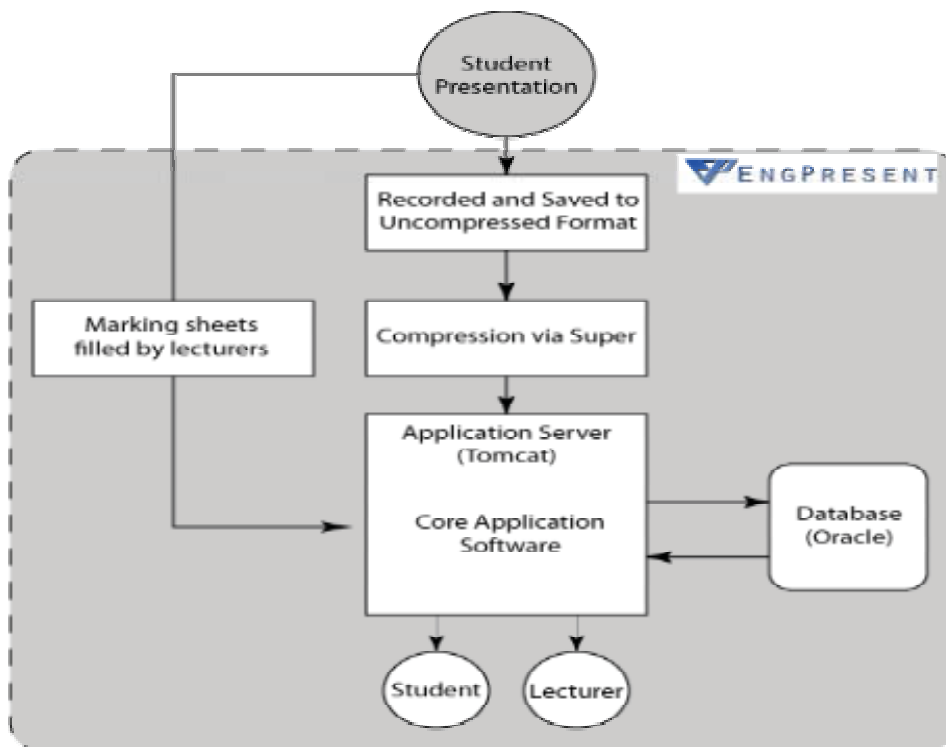 Student
Presentation
ENGPRESENT
Recorded and Saved to
Uncompressed Format
Marking sheets
filled by lecturers
Compression via Super
Application Server
(Tomcat)
Core Application
Software
Database
(Oracle)
Student
Lecturer